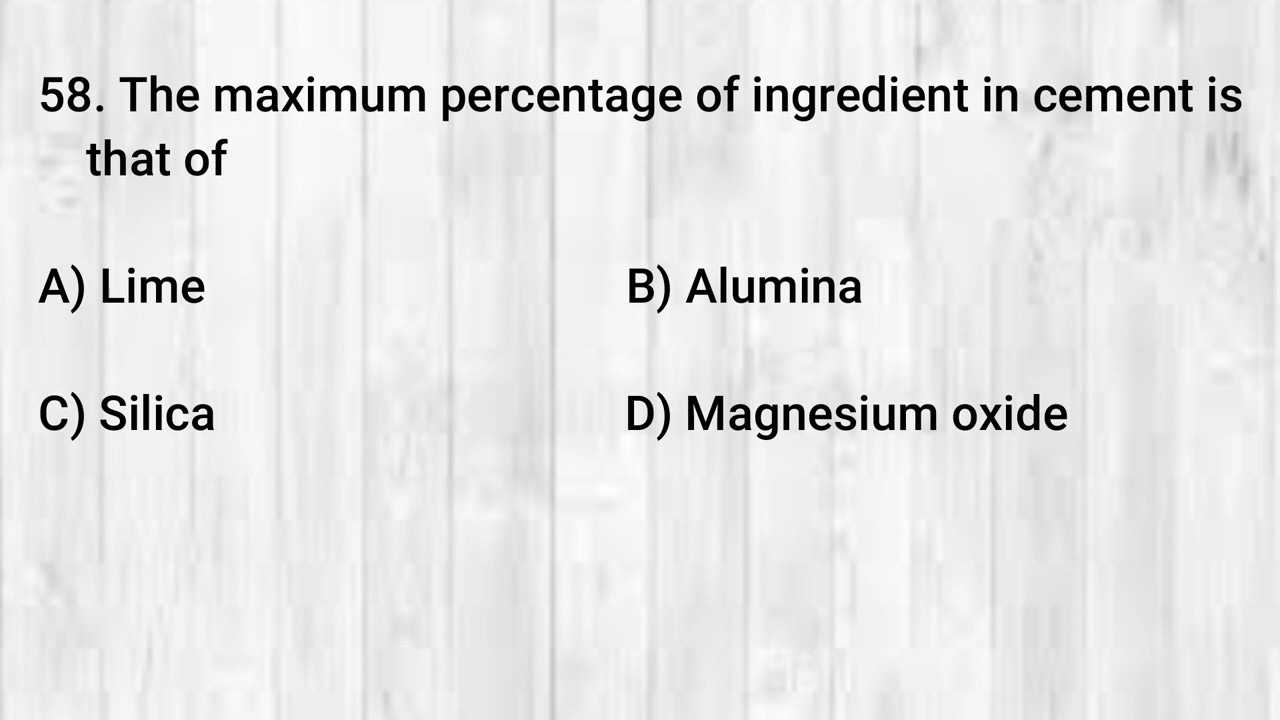 58. The maximum percentage of ingredient in cement is
that of
A) Lime
B) Alumina
C) Silica
D) Magnesium oxide